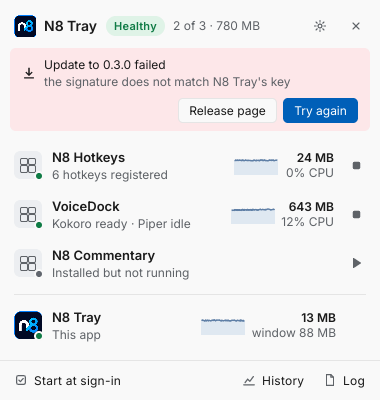 n8 N8 Tray Healthy 2 of 3 · 780 MB
Update to 0.3.0 failed
the signature does not match N8 Tray's key
Release page Try again
N8 Hotkeys 24 MB
6 hotkeys registered 0% CPU
VoiceDock 643 MB
Kokoro ready · Piper idle 12% CPU
N8 Commentary
Installed but not running
n8 N8 Tray 13 MB
This app window 88 MB
Start at sign-in History Log